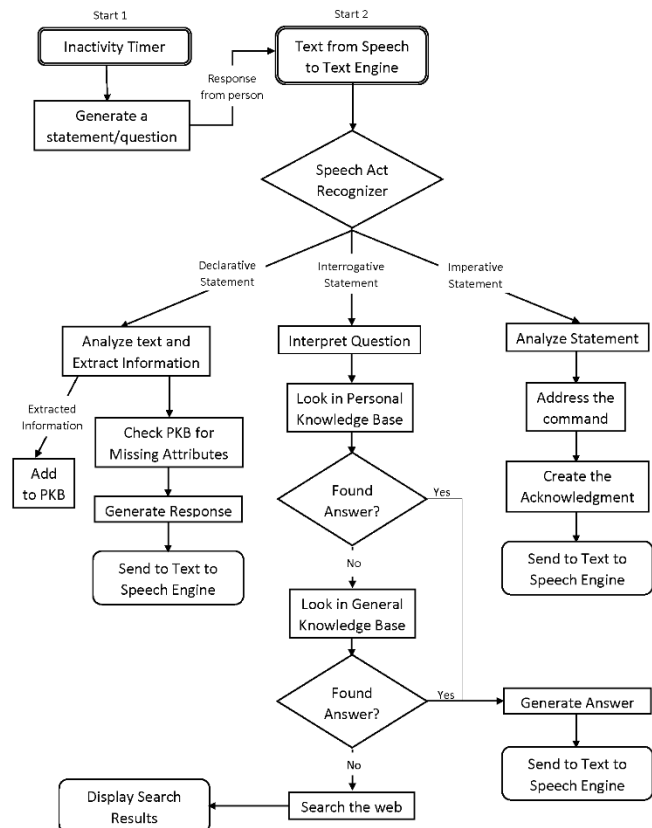 Start 1
Start 2
Inactivity Timer
Text from Speech
to Text Engine
Response
from person
Generate a
statement/question
Speech Act
Recognizer
Declarative
Statement
Interrogative
Statement
Imperative
Statement
Analyze text and
Extract Information
Interpret Question
Analyze Statement
Extracted
Information
Look in Personal
Knowledge Base
Address the
command
Check PKB for
Missing Attributes
Add
to PKB
Create the
Acknowledgment
Found
Answer?
Yes
Generate Response
No
Send to Text to
Speech Engine
Send to Text to
Speech Engine
Look in General
Knowledge Base
Found
Answer?
Yes
Generate Answer
No
Send to Text to
Speech Engine
Display Search
Results
Search the web